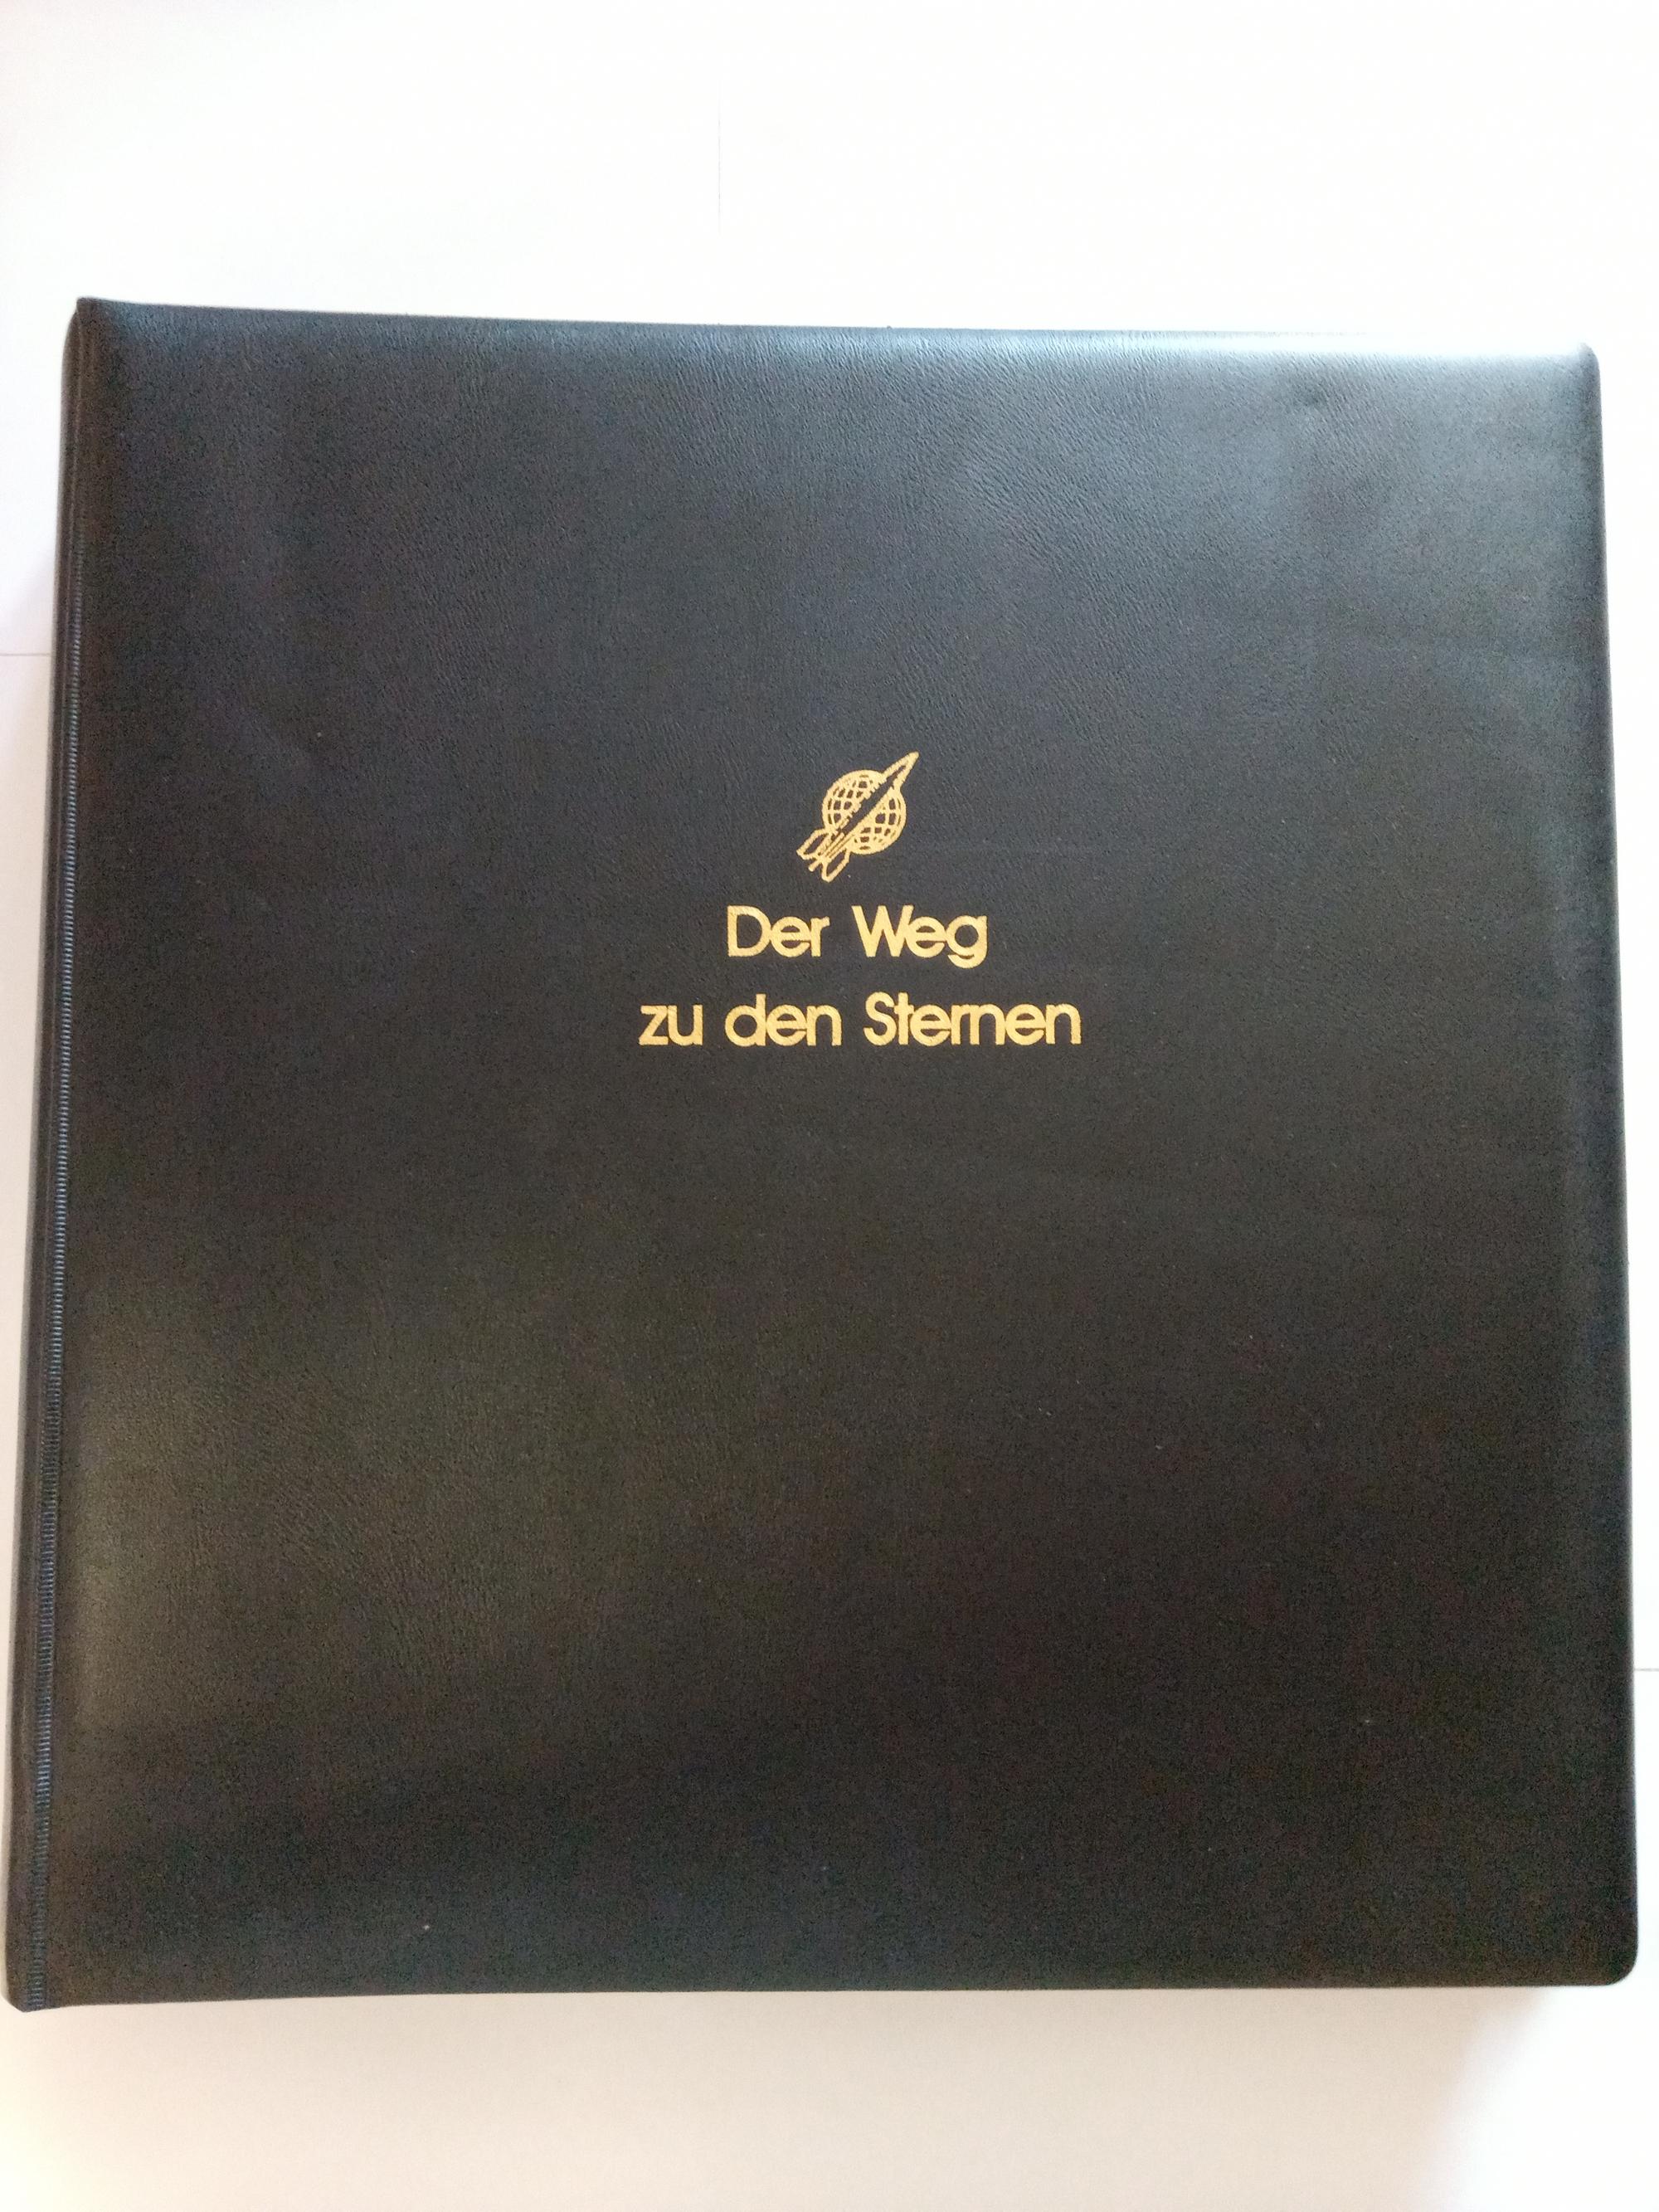 Der Weg
zu den Sternen